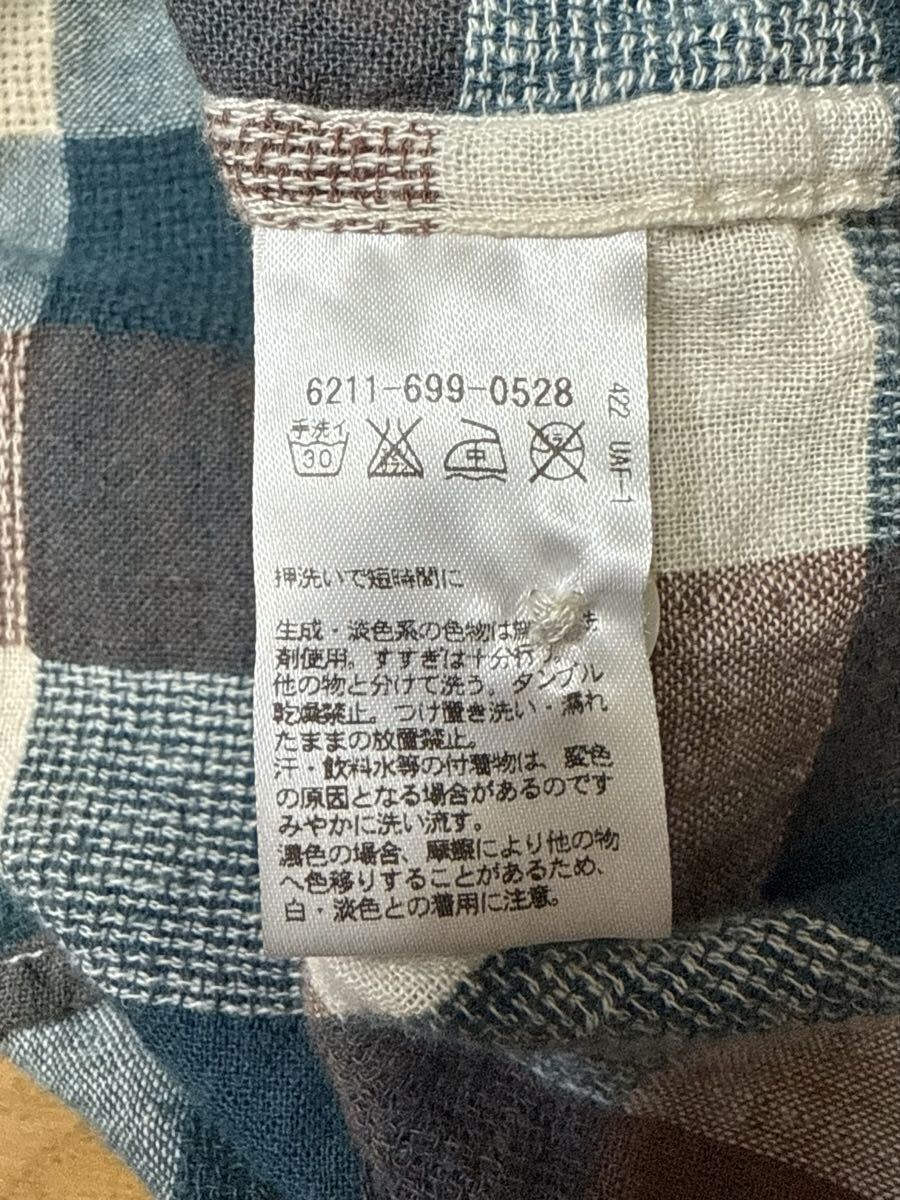 6211-699-0528
422 UAF-1
手洗イ
30
中
押洗いで短時間に
生成・淡色系の色物は無
剤使用。すすぎは十分行う。
他の物と分けて洗う。タンブル
乾燥禁止。つけ置き洗い・濡れ
たままの放置禁止。
汗・飲料水等の付着物は、変色
の原因となる場合があるのです
みやかに洗い流す。
濃色の場合、摩擦により他の物
へ色移りすることがあるため、
白・淡色との着用に注意。